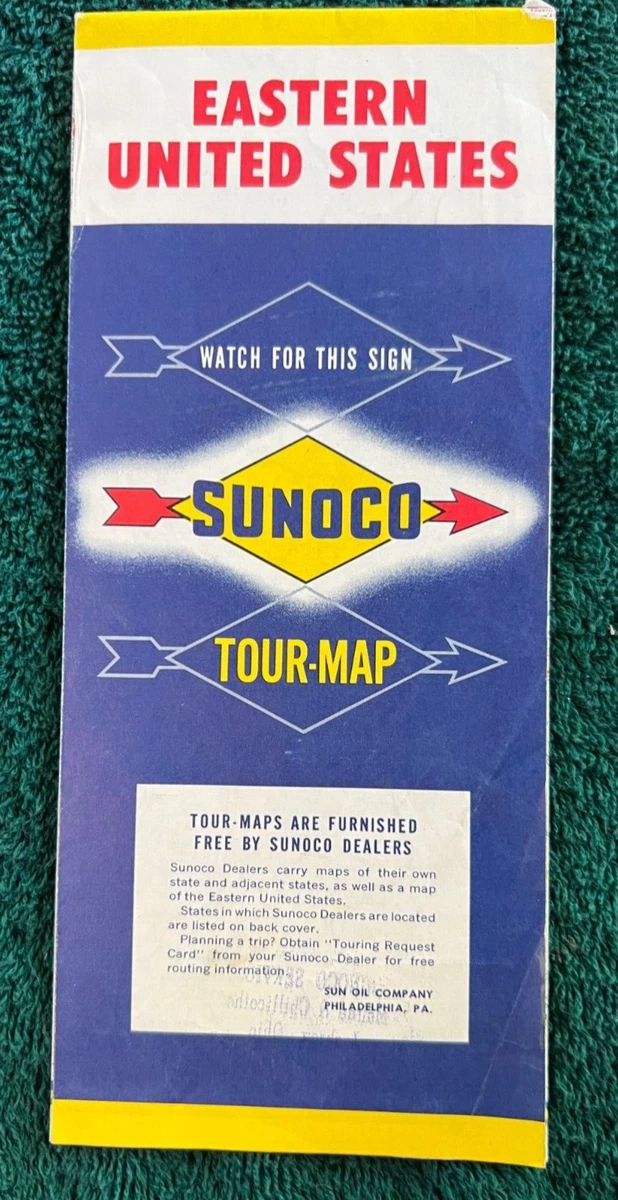 EASTERN
UNITED STATES
WATCH FOR THIS SIGN
SUNOCO
TOUR-MAP
TOUR-MAPS ARE FURNISHED
FREE BY SUNOCO DEALERS
Sunoco Dealers carry maps of their own
state and adjacent states, as well as a map
of the Eastern United States.
States in which Sunoco Dealers are located
are listed on back cover.
Planning a trip? Obtain "Touring Request
Card" from your Sunoco Dealer for free
routing information.
SUN OIL COMPANY
PHILADELPHIA, PA.